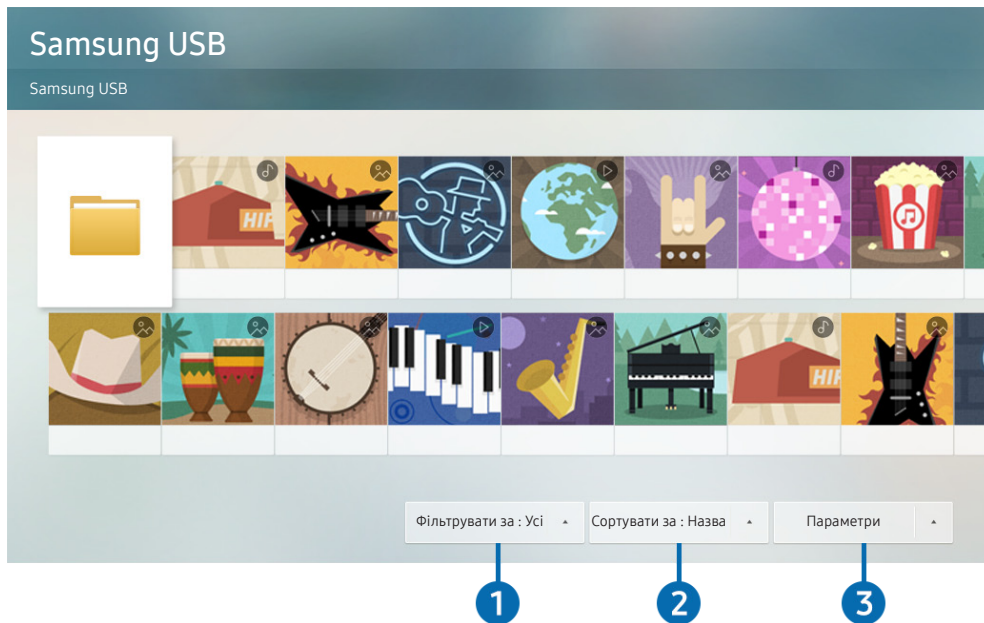 Samsung USB
Samsung USB
HIP
HIP
Фільтрувати за : Усі
Сортувати за : Назва
Параметри
1
2
3